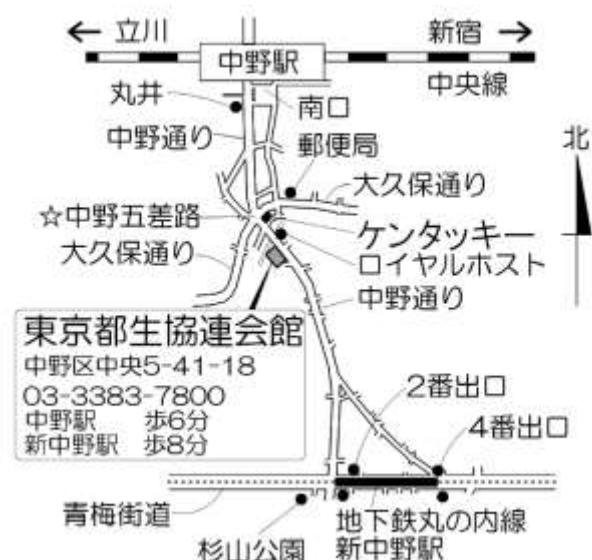 ← 立川
新宿 →
中野駅
中央線
丸井
南口
中野通り
郵便局
北
大久保通り
☆中野五差路
ケンタッキー
大久保通り
ロイヤルホスト
中野通り
東京都生協連会館
中野区中央5-41-18
03-3383-7800
中野駅 歩6分
新中野駅 歩8分
2番出口
4番出口
青梅街道
杉山公園
地下鉄丸の内線
新中野駅